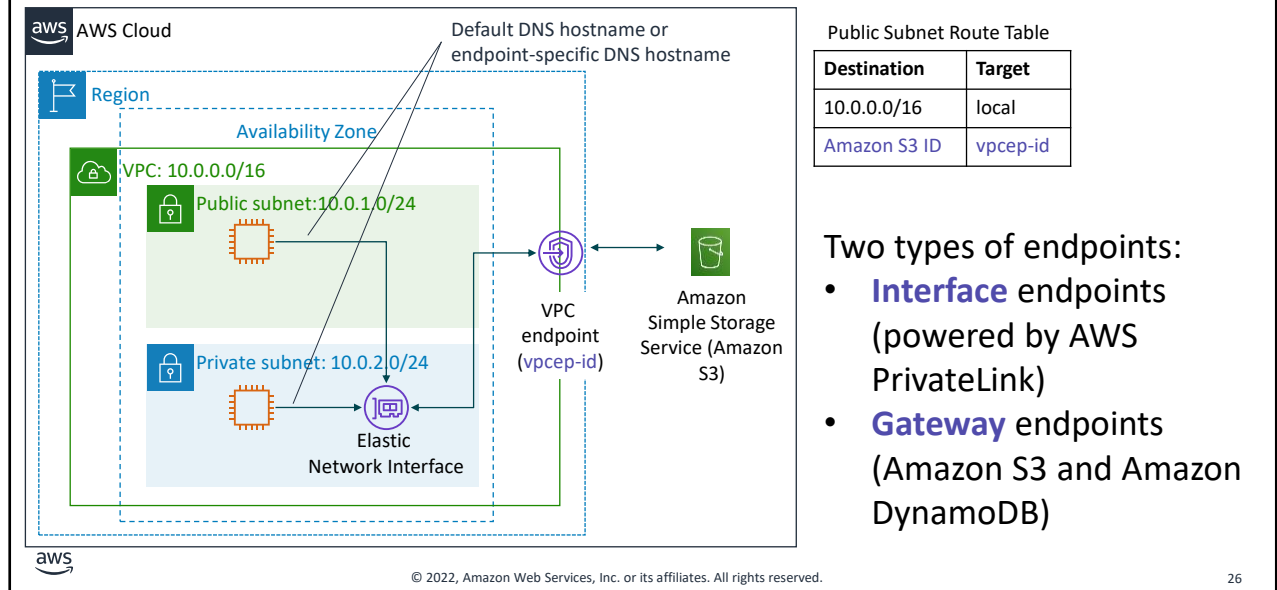 aws AWS Cloud
Default DNS hostname or
endpoint-specific DNS hostname
Region
Availability Zone
VPC: 10.0.0.0/16
Public subnet:10.0.1.0/24
Private subnet: 10.0.2.0/24
Elastic
Network Interface
VPC
endpoint
(vpcep-id)
Amazon
Simple Storage
Service (Amazon
S3)
Public Subnet Route Table
Destination Target
10.0.0.0/16 local
Amazon S3 ID vpcep-id
Two types of endpoints:
• Interface endpoints
(powered by AWS
PrivateLink)
• Gateway endpoints
(Amazon S3 and Amazon
DynamoDB)
aws
© 2022, Amazon Web Services, Inc. or its affiliates. All rights reserved.
26